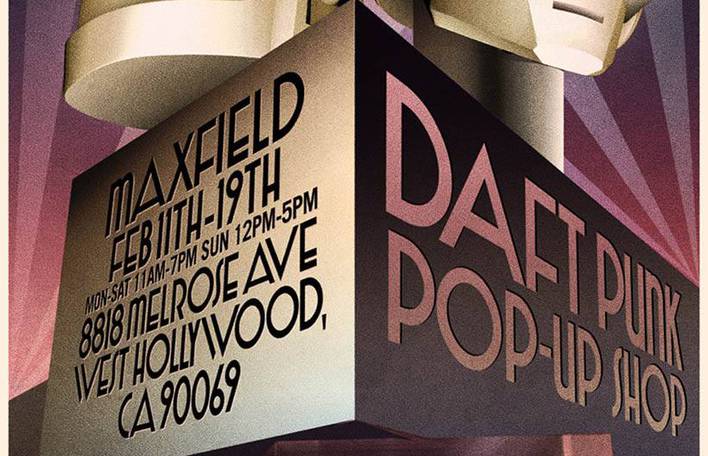 MAXFIELD
FEB 11TH-19TH
MON-SAT 11AM-7PM SUN 12PM-5PM
8818 MELROSE AVE
WEST HOLLYWOOD,
CA 90069
DAFT PUNK
POP-UP SHOP